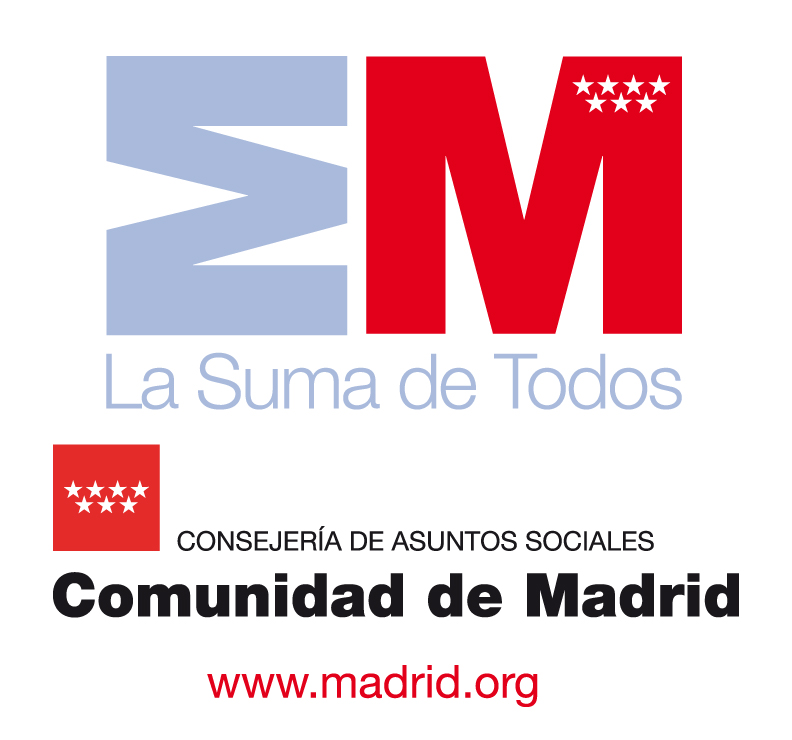 M
La Suma de Todos
CONSEJERÍA DE ASUNTOS SOCIALES
Comunidad de Madrid
www.madrid.org